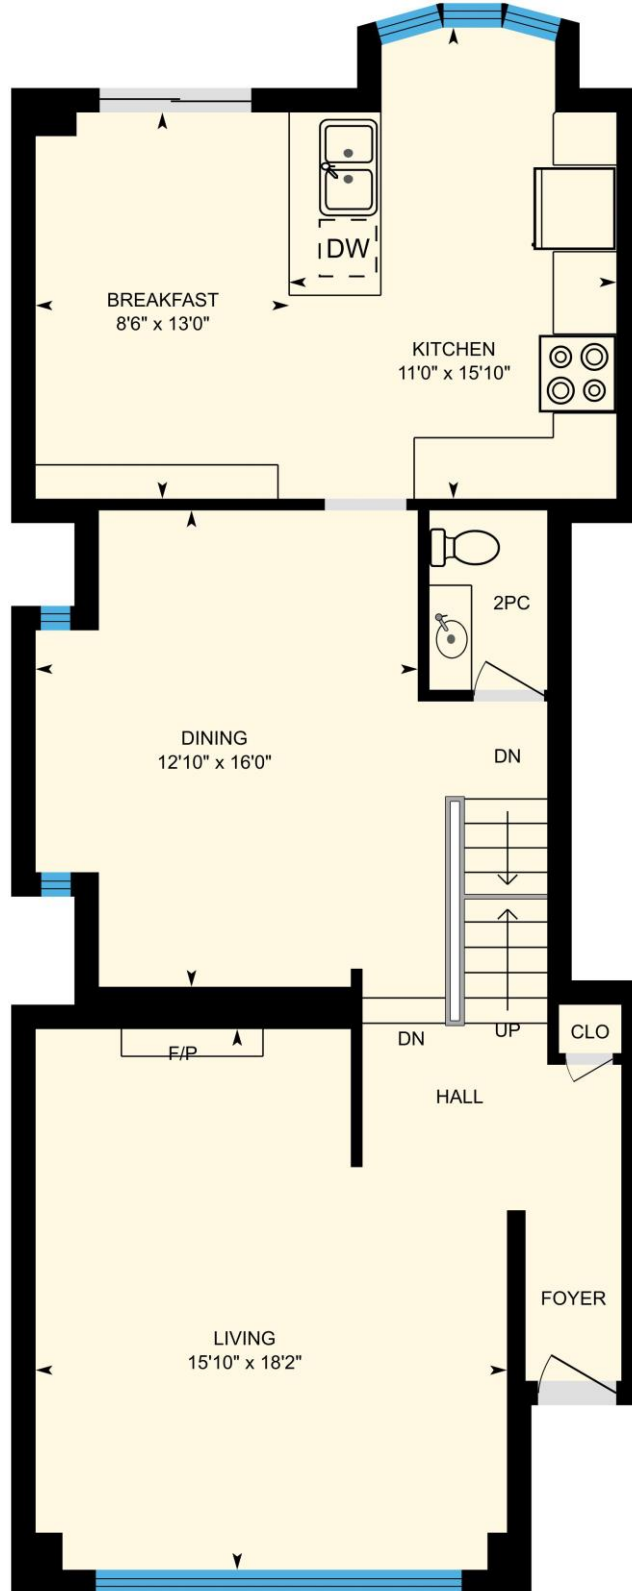 DW
BREAKFAST
8'6" x 13'0"
KITCHEN
11'0" x 15'10"
2PC
DINING
12'10" x 16'0"
DN
DN
UP
CLO
F/P
HALL
FOYER
LIVING
15'10" x 18'2"